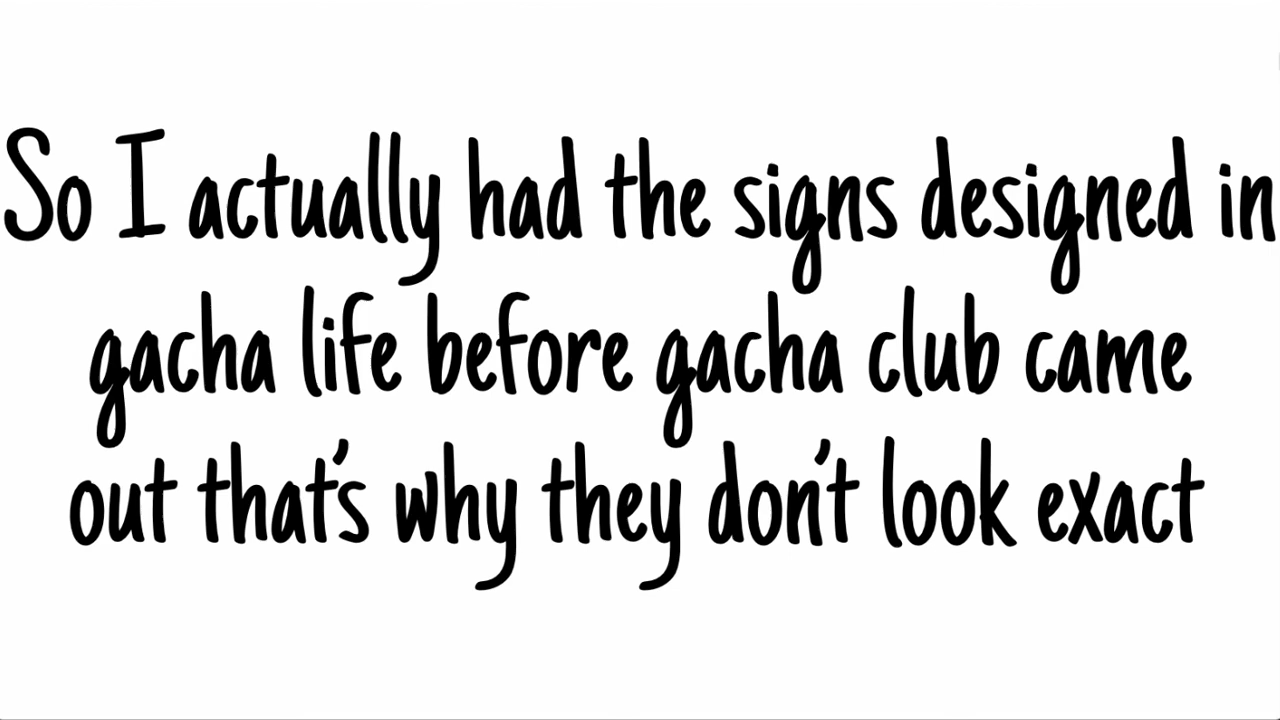 So I actually had the signs designed in
gacha life before gacha club came
out that's why they don't look exact